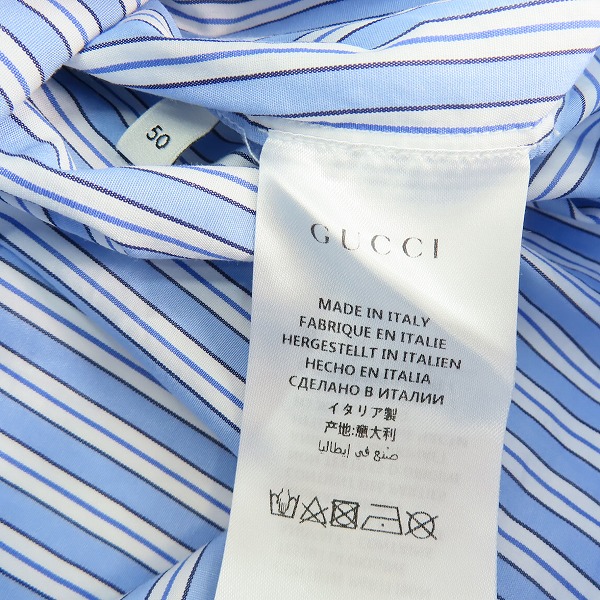 50
GUCCI
MADE IN ITALY
FABRIQUE EN ITALIE
HERGESTELLT IN ITALIEN
HECHO EN ITALIA
СДЕЛАНО В ИТАЛИИ
イタリア製
产地:意大利
صنع في إيطاليا